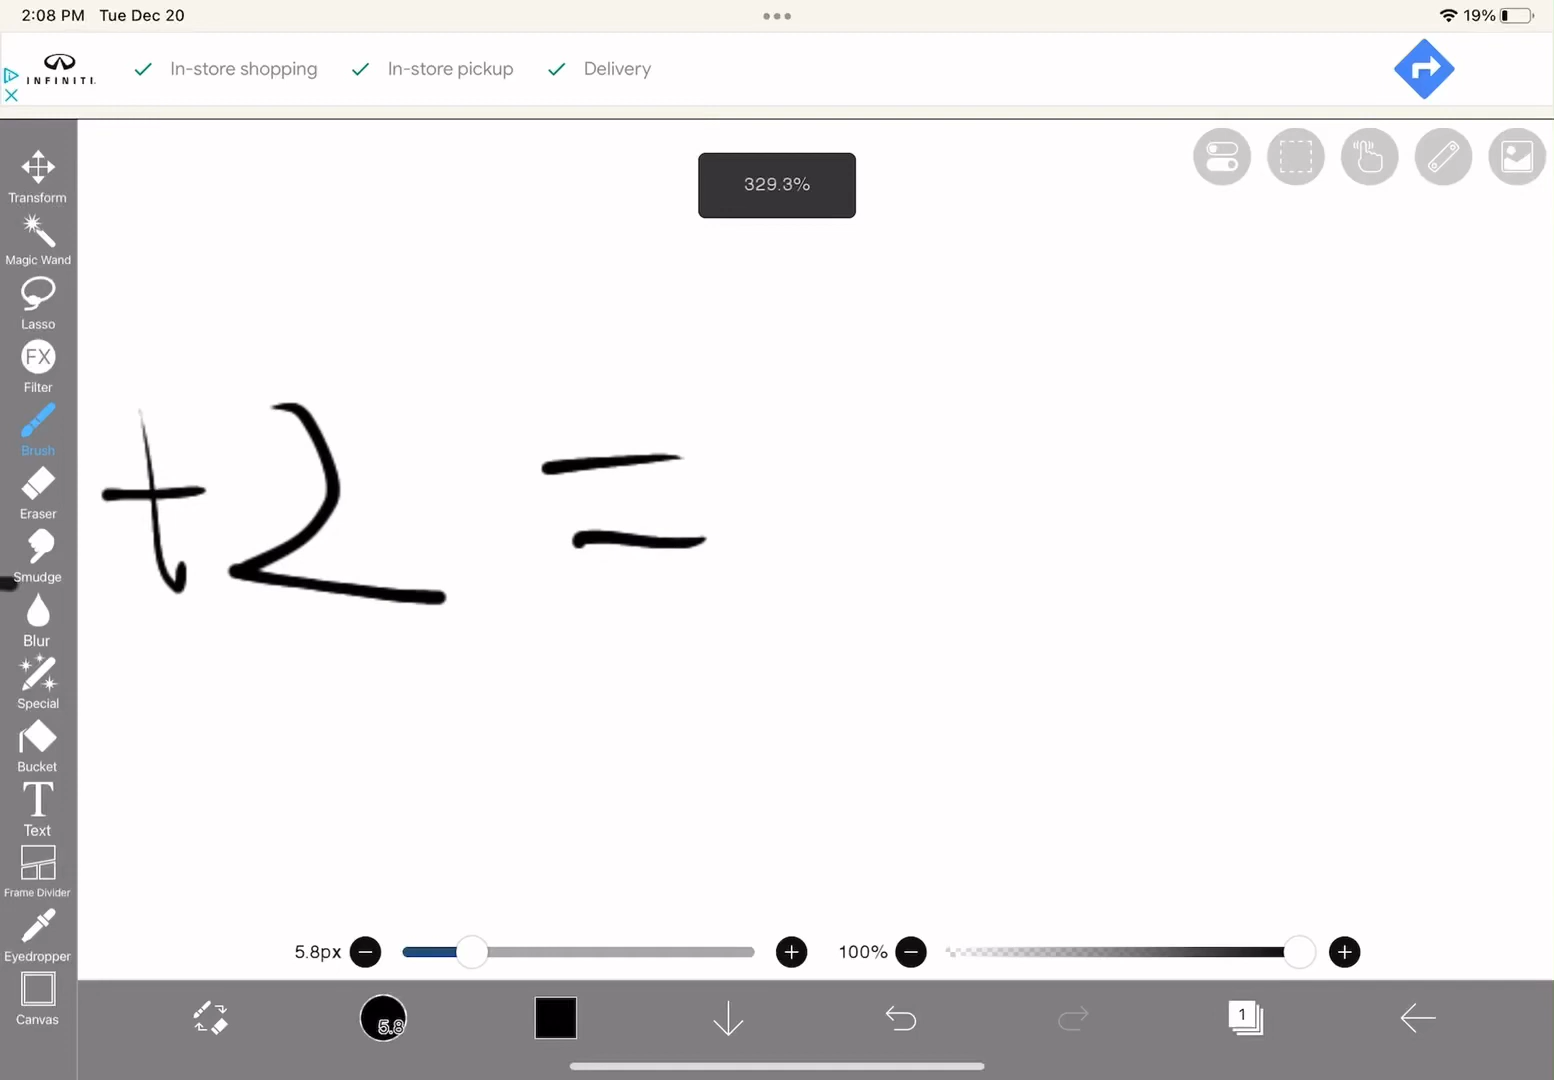 2:08 PM Tue Dec 20
19%
INFINITI.
In-store shopping
In-store pickup
Delivery
329.3%
Transform
Magic Wand
Lasso
FX
Filter
Brush
Eraser
Smudge
Blur
Special
Bucket
T
Text
Frame Divider
Eyedropper
Canvas
+2 =
5.8px
100%
5.8
1